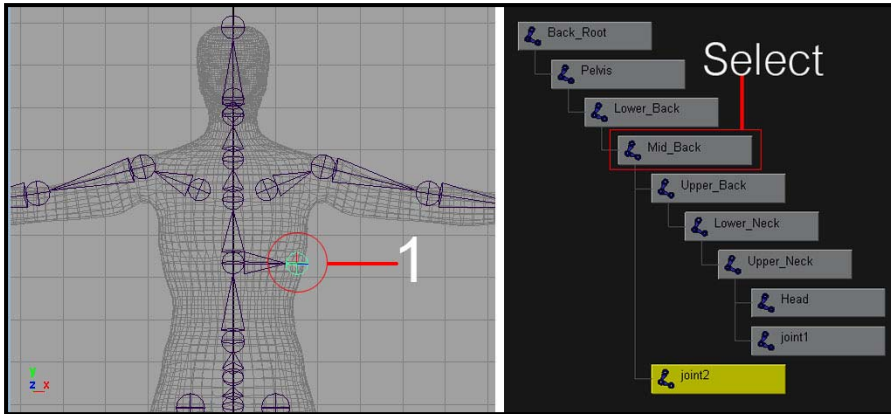 1
y
z x
Back_Root
Pelvis
Select
Lower_Back
Mid_Back
Upper_Back
Lower_Neck
Upper_Neck
Head
joint1
joint2